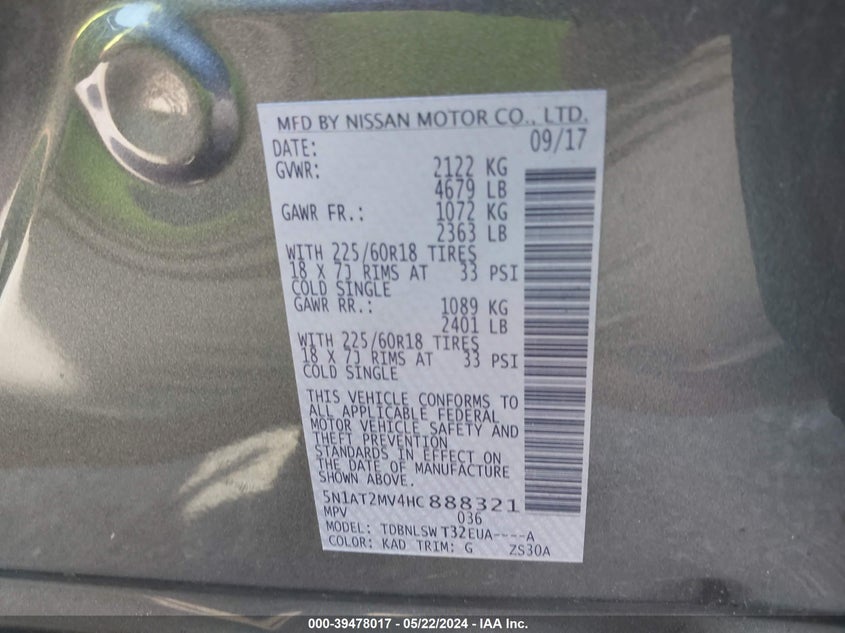 MFD BY NISSAN MOTOR CO., LTD.
DATE: 09/17
GVWR: 2122 KG
4679 LB
GAWR FR.: 1072 KG
2363 LB
WITH 225/60R18 TIRES
18 X 7J RIMS AT 33 PSI
COLD SINGLE
GAWR RR.: 1089 KG
2401 LB
WITH 225/60R18 TIRES
18 X 7J RIMS AT 33 PSI
COLD SINGLE
THIS VEHICLE CONFORMS TO
ALL APPLICABLE FEDERAL
MOTOR VEHICLE SAFETY AND
THEFT PREVENTION
STANDARDS IN EFFECT ON
THE DATE OF MANUFACTURE
SHOWN ABOVE.
5N1AT2MV4HC888321
MPV 036
MODEL: TDBNLSW T32EUA----A
COLOR: KAD TRIM: G ZS30A
000-39478017 - 05/22/2024 - IAA Inc.